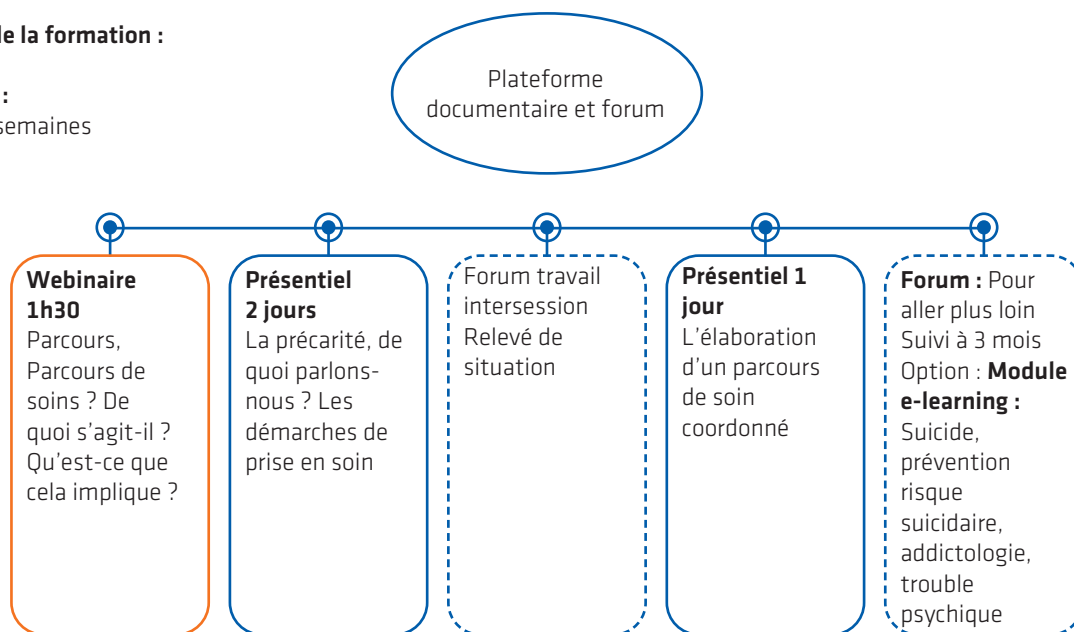 de la formation :
:
semaines
Plateforme
documentaire et forum
Webinaire
1h30
Parcours,
Parcours de
soins ? De
quoi s'agit-il ?
Qu'est-ce que
cela implique ?
Présentiel
2 jours
La précarité, de
quoi parlons-
nous ? Les
démarches de
prise en soin
Forum travail
intersession
Relevé de
situation
Présentiel 1
jour
L'élaboration
d'un parcours
de soin
coordonné
Forum : Pour
aller plus loin
Suivi à 3 mois
Option : Module
e-learning :
Suicide,
prévention
risque
suicidaire,
addictologie,
trouble
psychique